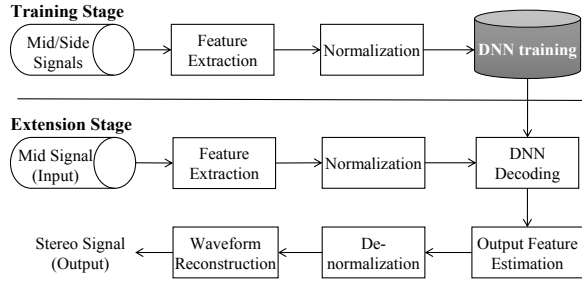 Training Stage
Mid/Side
Signals
Feature
Extraction
Normalization
DNN training
Extension Stage
Mid Signal
(Input)
Feature
Extraction
Normalization
DNN
Decoding
Stereo Signal
(Output)
Waveform
Reconstruction
De-
normalization
Output Feature
Estimation